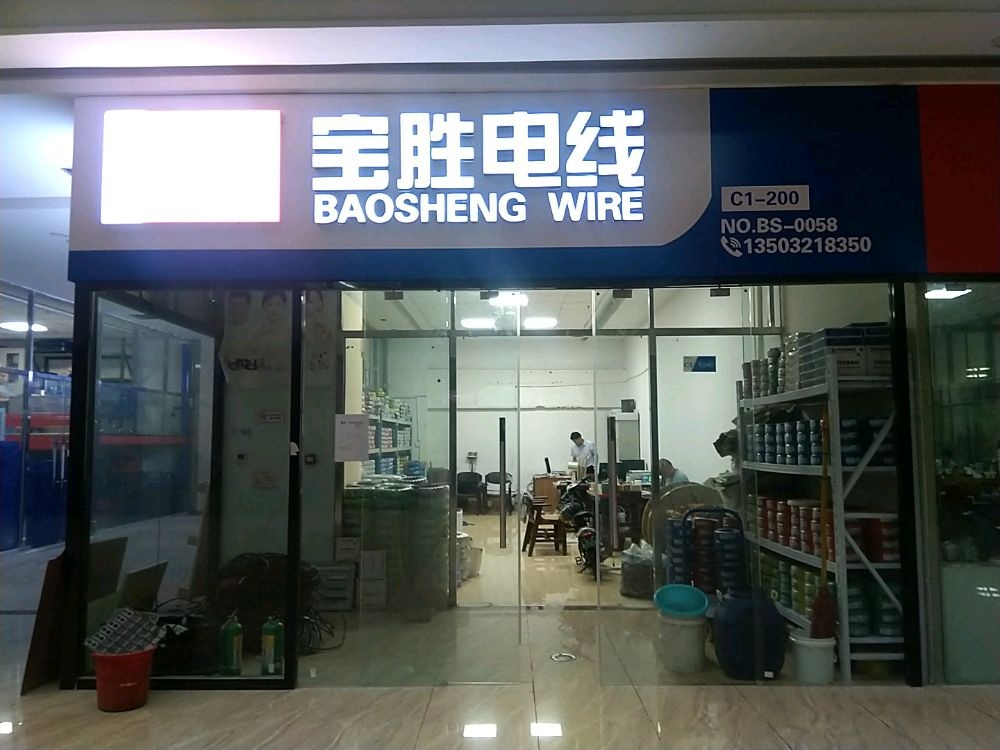 宝胜电线
BAOSHENG WIRE
C1-200
NO.BS-0058
13503218350